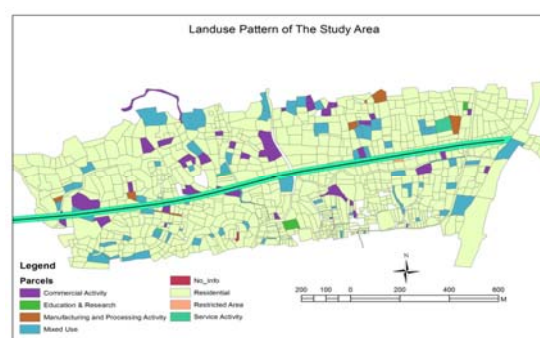 Landuse Pattern of The Study Area
Legend
Parcels
Commercial Activity
Education & Research
Manufacturing and Processing Activity
Mixed Use
No_info
Residential
Restricted Area
Service Activity
N
200 100 0 200 400 600
M